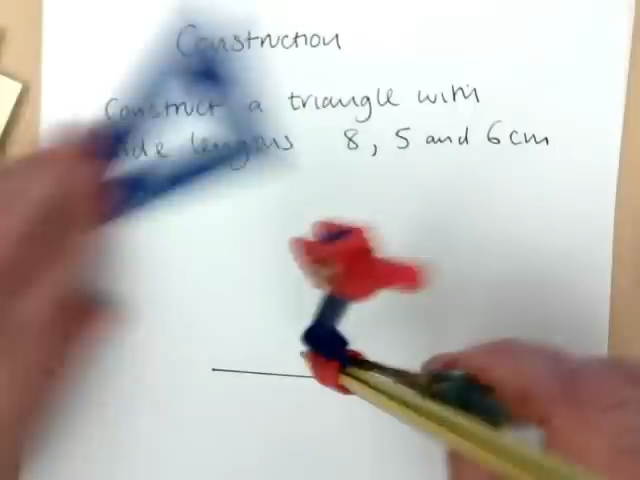 Construction
Construct a triangle with
side lengths 8, 5 and 6cm